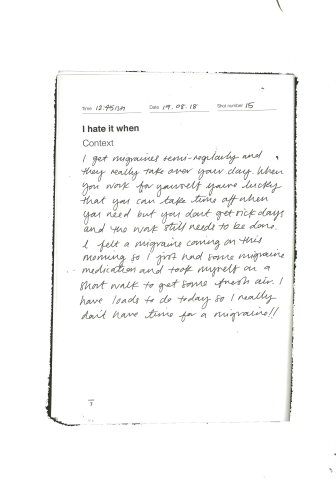 Time 12:45pm Date 19.08.18 Shot number 15
I hate it when
Context
I get migraines semi-regularly and
they really take over your day. When
you work for yourself you're lucky
that you can take time off when
you need but you don't get sick days
and the work still needs to be done.
I felt a migraine coming on this
morning so I just had some migraine
medication and took myself on a
short walk to get some fresh air. I
have loads to do today so I really
don't have time for a migraine!!